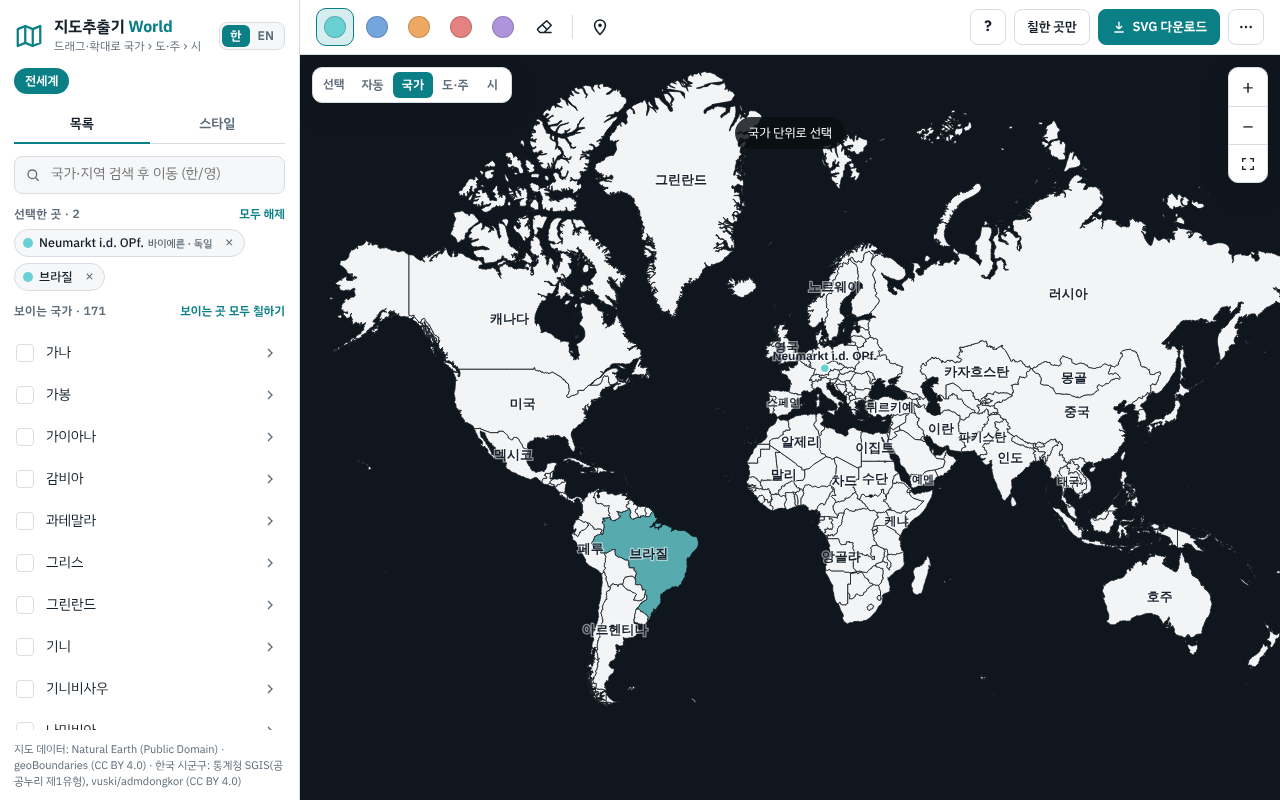 지도추출기 World
드래그·확대로 국가 › 도·주 › 시
한 EN
전세계
목록 스타일
국가·지역 검색 후 이동 (한/영)
선택한 곳 · 2 모두 해제
Neumarkt i.d. OPf. 바이에른 · 독일 ×
브라질 ×
보이는 국가 · 171 보이는 곳 모두 칠하기
가나
가봉
가이아나
감비아
과테말라
그리스
그린란드
기니
기니비사우
지도 데이터: Natural Earth (Public Domain) ·
geoBoundaries (CC BY 4.0) · 한국 시군구: 통계청 SGIS(공
공누리 제1유형), vuski/admdongkor (CC BY 4.0)
? 칠한 곳만 SVG 다운로드 ···
선택 자동 국가 도·주 시
+
−
국가 단위로 선택
그린란드
노르웨이
러시아
캐나다
영국
Neumarkt i.d. OPf.
카자흐스탄
몽골
미국
스페인
튀르키예
중국
이란
파키스탄
알제리
이집트
멕시코
인도
말리
차드
수단
예멘
태국
케냐
페루
브라질
앙골라
호주
아르헨티나